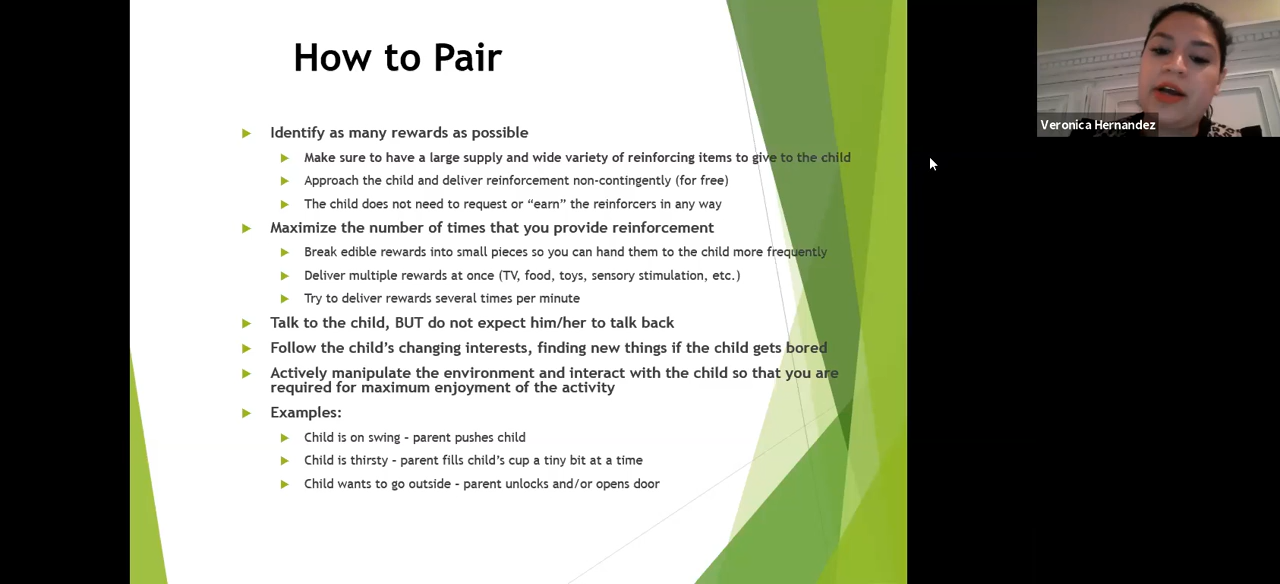 How to Pair
Identify as many rewards as possible
Make sure to have a large supply and wide variety of reinforcing items to give to the child
Approach the child and deliver reinforcement non-contingently (for free)
The child does not need to request or “earn” the reinforcers in any way
Maximize the number of times that you provide reinforcement
Break edible rewards into small pieces so you can hand them to the child more frequently
Deliver multiple rewards at once (TV, food, toys, sensory stimulation, etc.)
Try to deliver rewards several times per minute
Talk to the child, BUT do not expect him/her to talk back
Follow the child’s changing interests, finding new things if the child gets bored
Actively manipulate the environment and interact with the child so that you are
required for maximum enjoyment of the activity
Examples:
Child is on swing – parent pushes child
Child is thirsty – parent fills child’s cup a tiny bit at a time
Child wants to go outside – parent unlocks and/or opens door
Veronica Hernandez